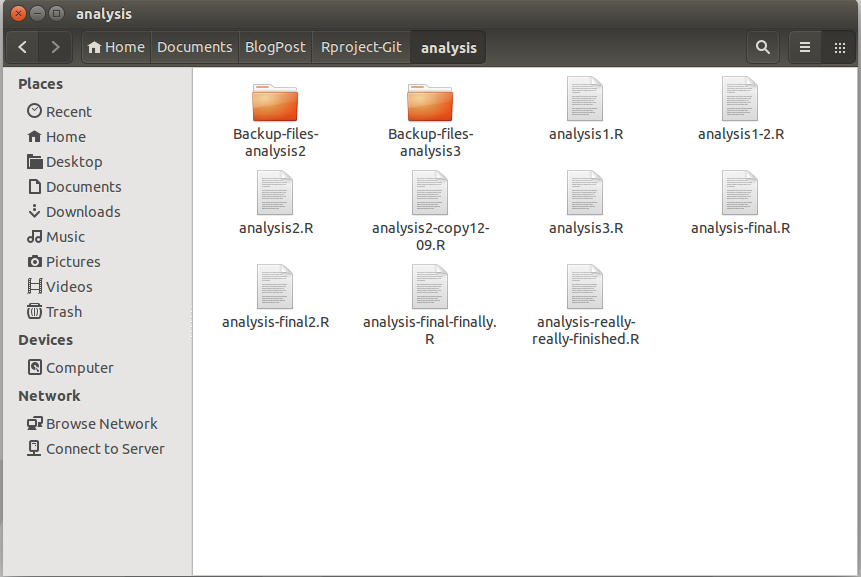 analysis
Home Documents BlogPost Rproject-Git analysis
Places
Recent
Home
Desktop
Documents
Downloads
Music
Pictures
Videos
Trash
Devices
Computer
Network
Browse Network
Connect to Server
Backup-files-
analysis2
Backup-files-
analysis3
analysis1.R
analysis1-2.R
analysis2.R
analysis2-copy12-
09.R
analysis3.R
analysis-final.R
analysis-final2.R
analysis-final-finally.
R
analysis-really-
really-finished.R